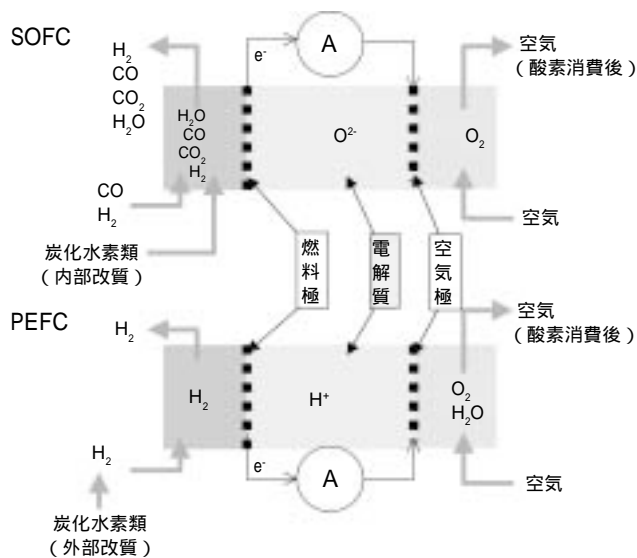 SOFC
H₂
CO
CO₂
H₂O
e⁻
A
空気
（酸素消費後）
H₂O
CO
CO₂
H₂
O²⁻
O₂
CO
H₂
空気
炭化水素類
（内部改質）
燃料極
電解質
空気極
PEFC
H₂
空気
（酸素消費後）
H₂
H⁺
O₂
H₂O
H₂
e⁻
A
空気
炭化水素類
（外部改質）